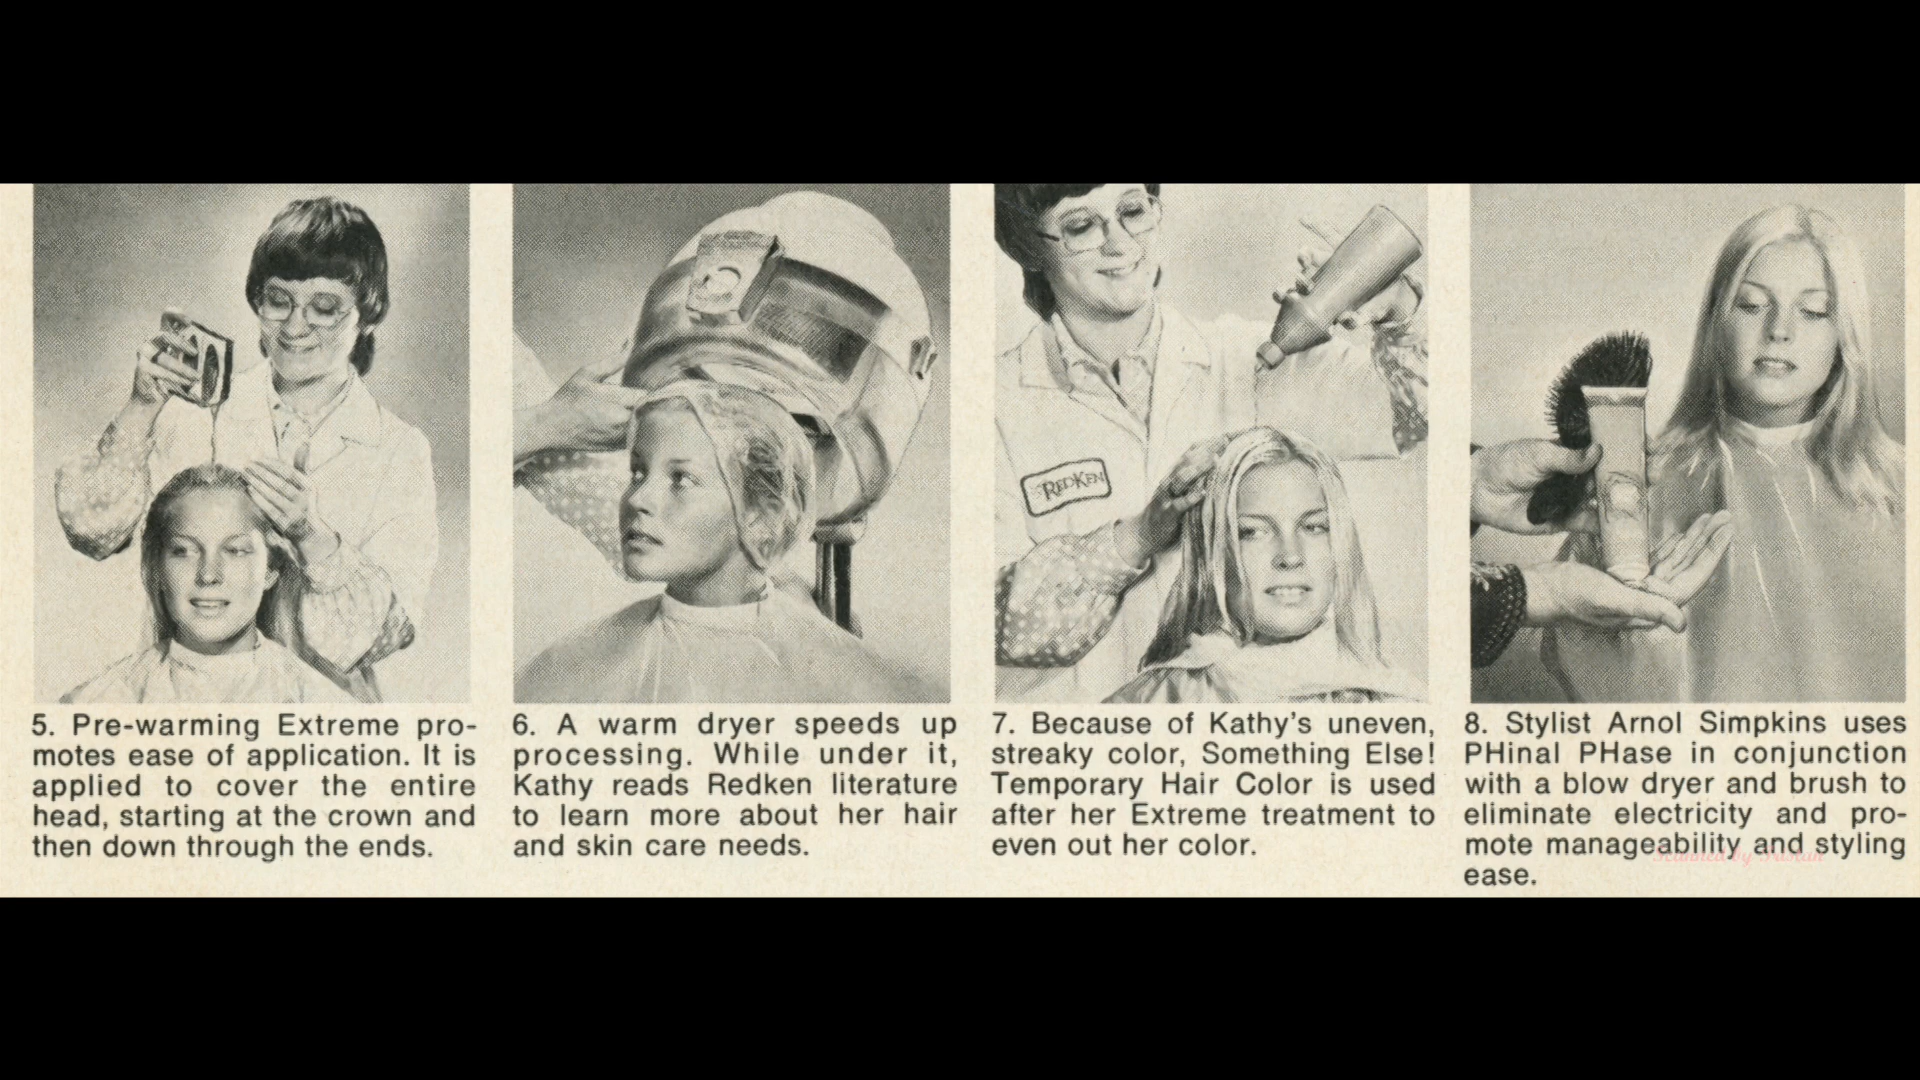 REDKEN
5. Pre-warming Extreme pro-
motes ease of application. It is
applied to cover the entire
head, starting at the crown and
then down through the ends.
6. A warm dryer speeds up
processing. While under it,
Kathy reads Redken literature
to learn more about her hair
and skin care needs.
7. Because of Kathy's uneven,
streaky color, Something Else!
Temporary Hair Color is used
after her Extreme treatment to
even out her color.
8. Stylist Arnol Simpkins uses
PHinal PHase in conjunction
with a blow dryer and brush to
eliminate electricity and pro-
mote manageability and styling
ease.
Scanned by